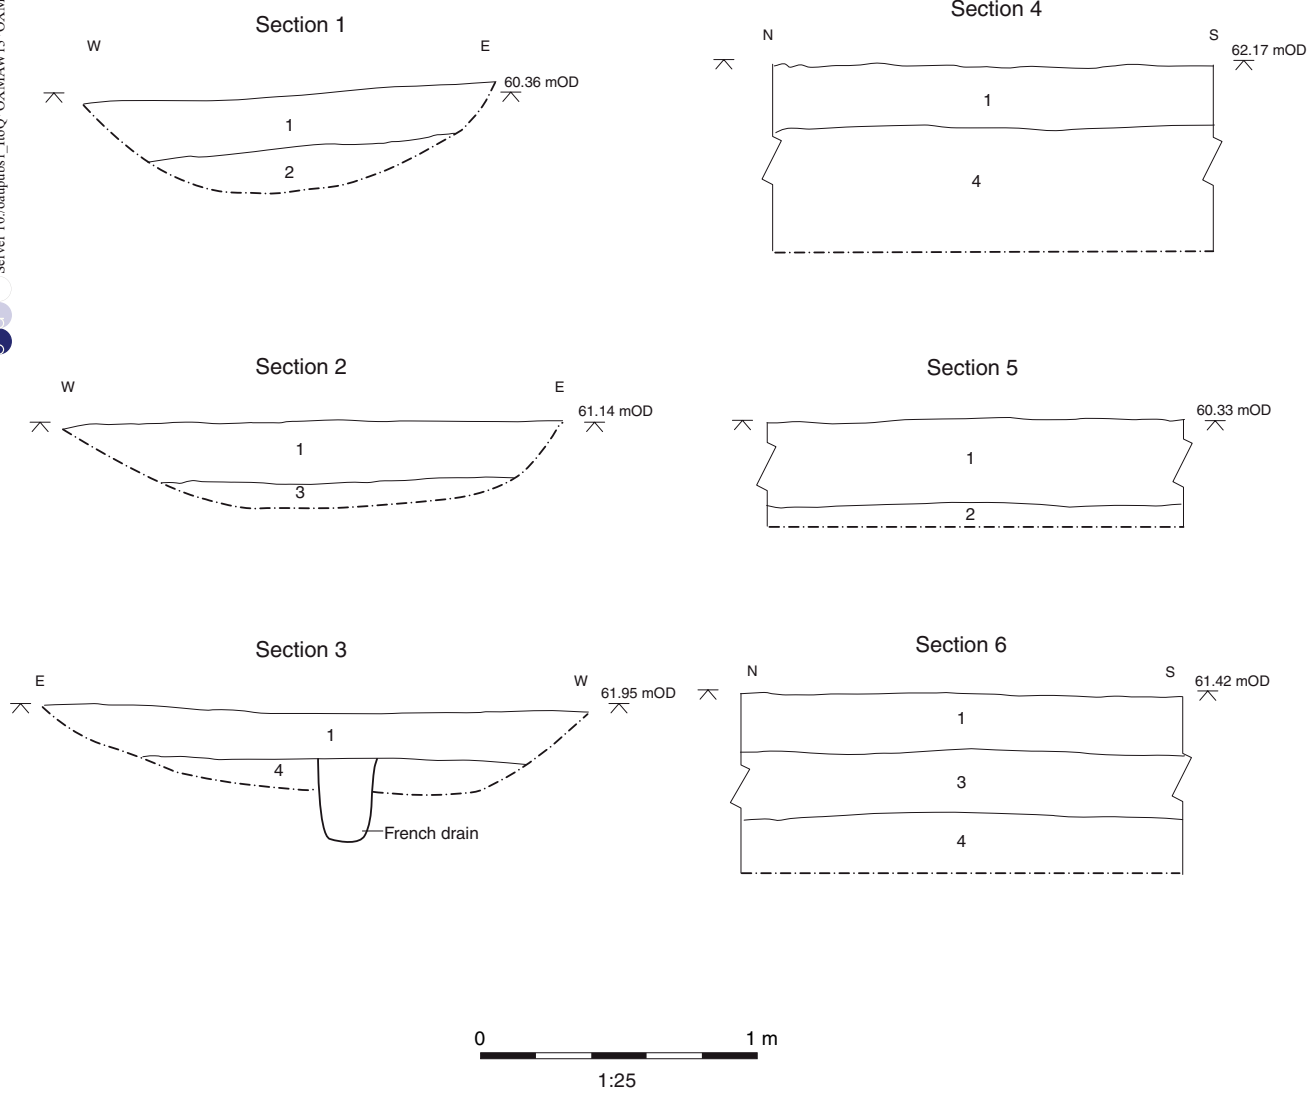 Section 1
W
E
60.36 mOD
1
2
Section 2
W
E
61.14 mOD
1
3
Section 3
E
W
61.95 mOD
1
4
French drain
Section 4
N
S
62.17 mOD
1
4
Section 5
60.33 mOD
1
2
Section 6
N
S
61.42 mOD
1
3
4
0
1 m
1:25